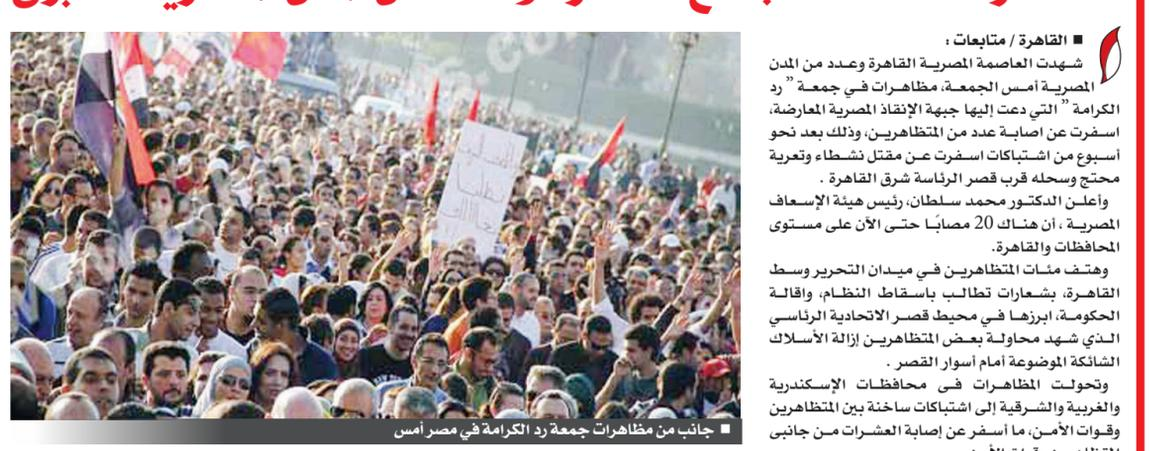 ■ القاهرة / متابعات :
شهدت العاصمة المصرية القاهرة وعدد من المدن
المصرية أمس الجمعة، مظاهرات في جمعة " رد
الكرامة " التي دعت إليها جبهة الإنقاذ المصرية المعارضة،
اسفرت عن اصابة عدد من المتظاهرين، وذلك بعد نحو
أسبوع من اشتباكات اسفرت عن مقتل نشطاء وتعرية
محتج وسحله قرب قصر الرئاسة شرق القاهرة .
وأعلن الدكتور محمد سلطان، رئيس هيئة الإسعاف
المصرية ، أن هناك 20 مصابًا حتى الآن على مستوى
المحافظات والقاهرة.
وهتف مئات المتظاهرين في ميدان التحرير وسط
القاهرة، بشعارات تطالب باسقاط النظام، واقالة
الحكومة، ابرزها في محيط قصر الاتحادية الرئاسي
الذي شهد محاولة بعض المتظاهرين إزالة الأسلاك
الشائكة الموضوعة أمام أسوار القصر .
وتحولت المظاهرات فى محافظات الإسكندرية
والغربية والشرقية إلى اشتباكات ساخنة بين المتظاهرين
وقوات الأمن، ما أسفر عن إصابة العشرات من جانبى
■ جانب من مظاهرات جمعة رد الكرامة في مصر أمس